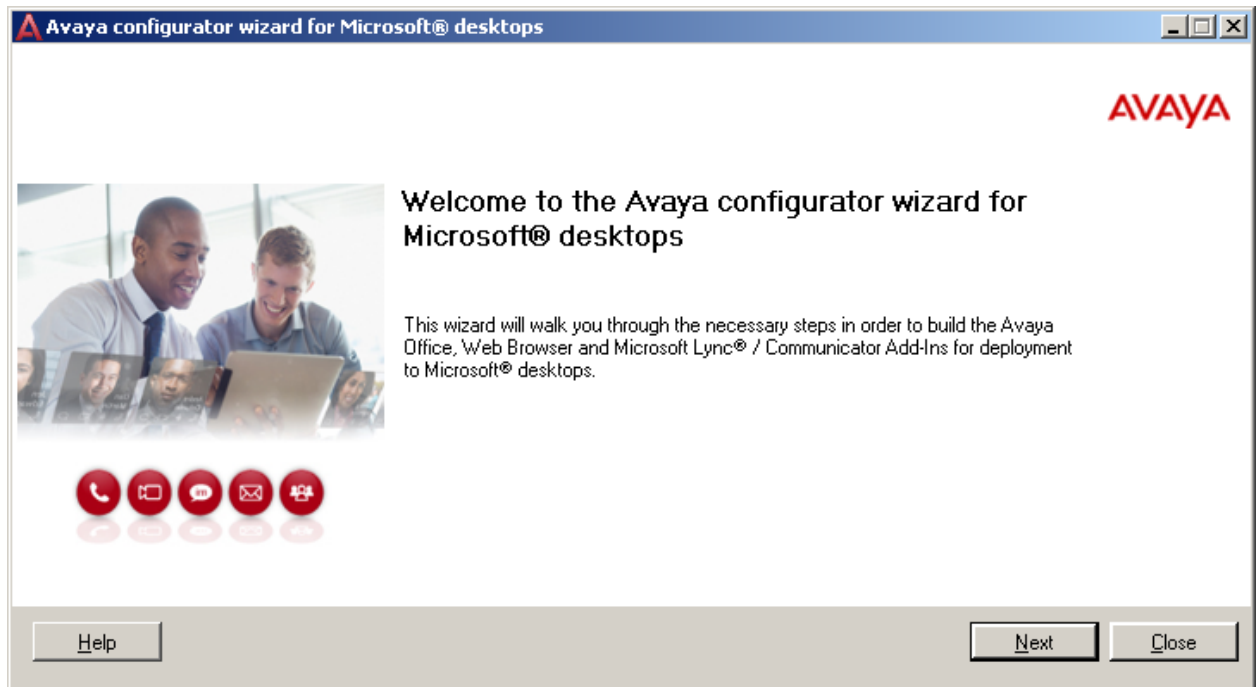 Avaya configurator wizard for Microsoft® desktops
AVAYA
Welcome to the Avaya configurator wizard for
Microsoft® desktops
This wizard will walk you through the necessary steps in order to build the Avaya
Office, Web Browser and Microsoft Lync® / Communicator Add-Ins for deployment
to Microsoft® desktops.
im
Help
Next
Close